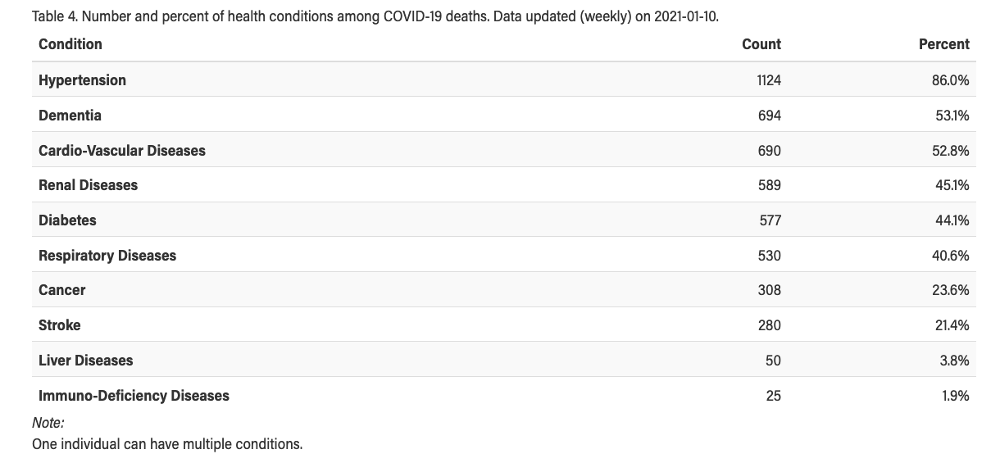 Table 4. Number and percent of health conditions among COVID-19 deaths. Data updated (weekly) on 2021-01-10.
Condition Count Percent
Hypertension 1124 86.0%
Dementia 694 53.1%
Cardio-Vascular Diseases 690 52.8%
Renal Diseases 589 45.1%
Diabetes 577 44.1%
Respiratory Diseases 530 40.6%
Cancer 308 23.6%
Stroke 280 21.4%
Liver Diseases 50 3.8%
Immuno-Deficiency Diseases 25 1.9%
Note:
One individual can have multiple conditions.